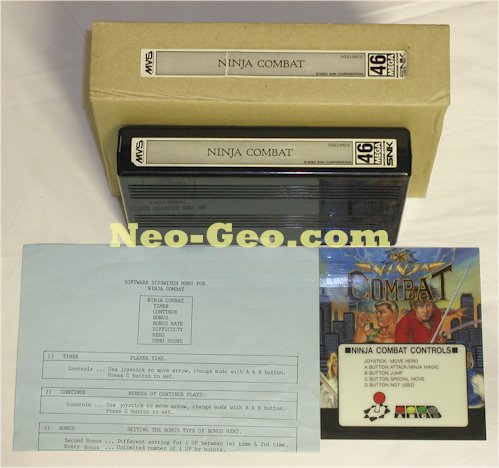 MVS
NINJA COMBAT
NEO-MVS
©1990 SNK CORPORATION
46
MEGA
SNK
MVS
NINJA COMBAT
NEO-MVS
©1990 SNK CORPORATION
46
MEGA
SNK
Neo-Geo.com
SOFTWARE DIPSWITCH MENU FOR
NINJA COMBAT
NINJA COMBAT
TIMER
CONTINUE
BONUS
BONUS RATE
DIFFICULTY
HERO
DEMO SOUND
1) TIMER PLAYER TIME.
Controls ... Use joystick to move arrow, change mode with A & B button.
Press C button to set.
2) CONTINUE NUMBER OF CONTINUE PLAYS.
Controls ... Use joystick to move arrow, change mode with A & B button.
Press C button to set.
3) BONUS SETTING THE BONUS TYPE OF BONUS HERO.
Second Bonus ... Different setting for 1 UP between 1st time & 2nd time.
Every Bonus ... Unlimited number of 1 UP by points.
NINJA
COMBAT
NINJA COMBAT CONTROLS
JOYSTICK : MOVE HERO
A BUTTON: ATTACK/NINJA MAGIC
B BUTTON: JUMP
C BUTTON: SPECIAL MOVE
D BUTTON: NOT USED